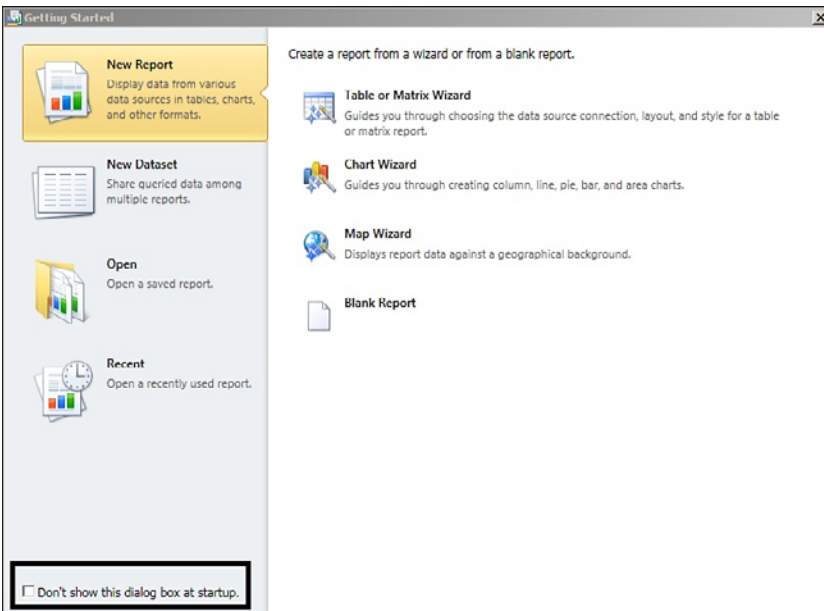 Getting Started
New Report
Display data from various
data sources in tables, charts,
and other formats.
New Dataset
Share queried data among
multiple reports.
Open
Open a saved report.
Recent
Open a recently used report.
Don't show this dialog box at startup.
Create a report from a wizard or from a blank report.
Table or Matrix Wizard
Guides you through choosing the data source connection, layout, and style for a table
or matrix report.
Chart Wizard
Guides you through creating column, line, pie, bar, and area charts.
Map Wizard
Displays report data against a geographical background.
Blank Report